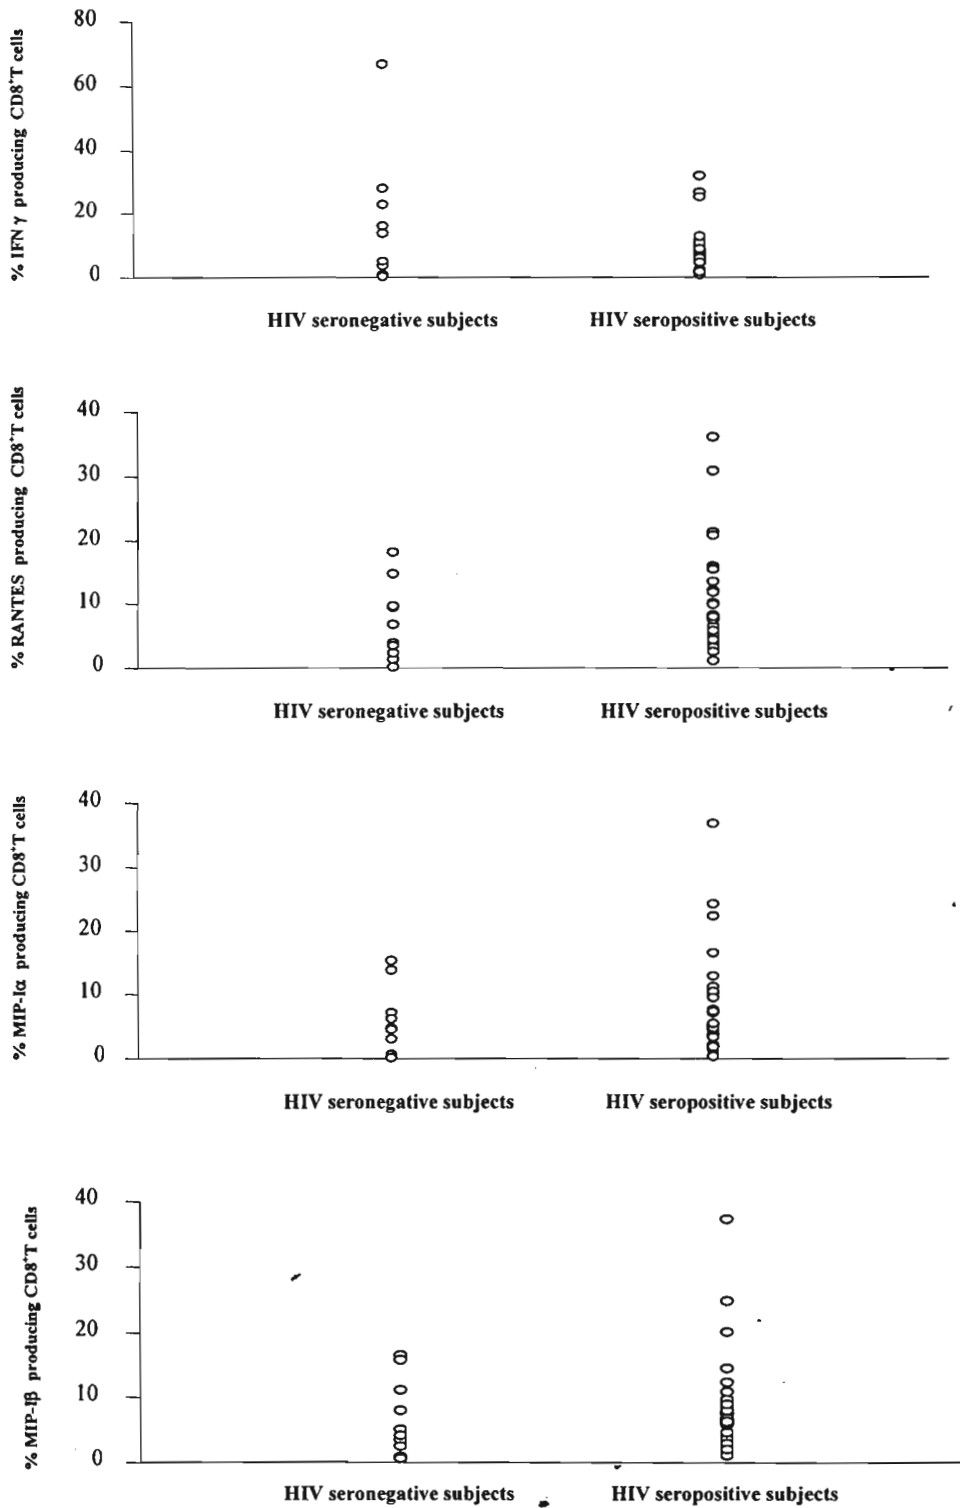 % IFN γ producing CD8⁺T cells
80
60
40
20
0
HIV seronegative subjects HIV seropositive subjects
% RANTES producing CD8⁺T cells
40
30
20
10
0
HIV seronegative subjects HIV seropositive subjects
% MIP-Iα producing CD8⁺T cells
40
30
20
10
0
HIV seronegative subjects HIV seropositive subjects
% MIP-Iβ producing CD8⁺T cells
40
30
20
10
0
HIV seronegative subjects HIV seropositive subjects